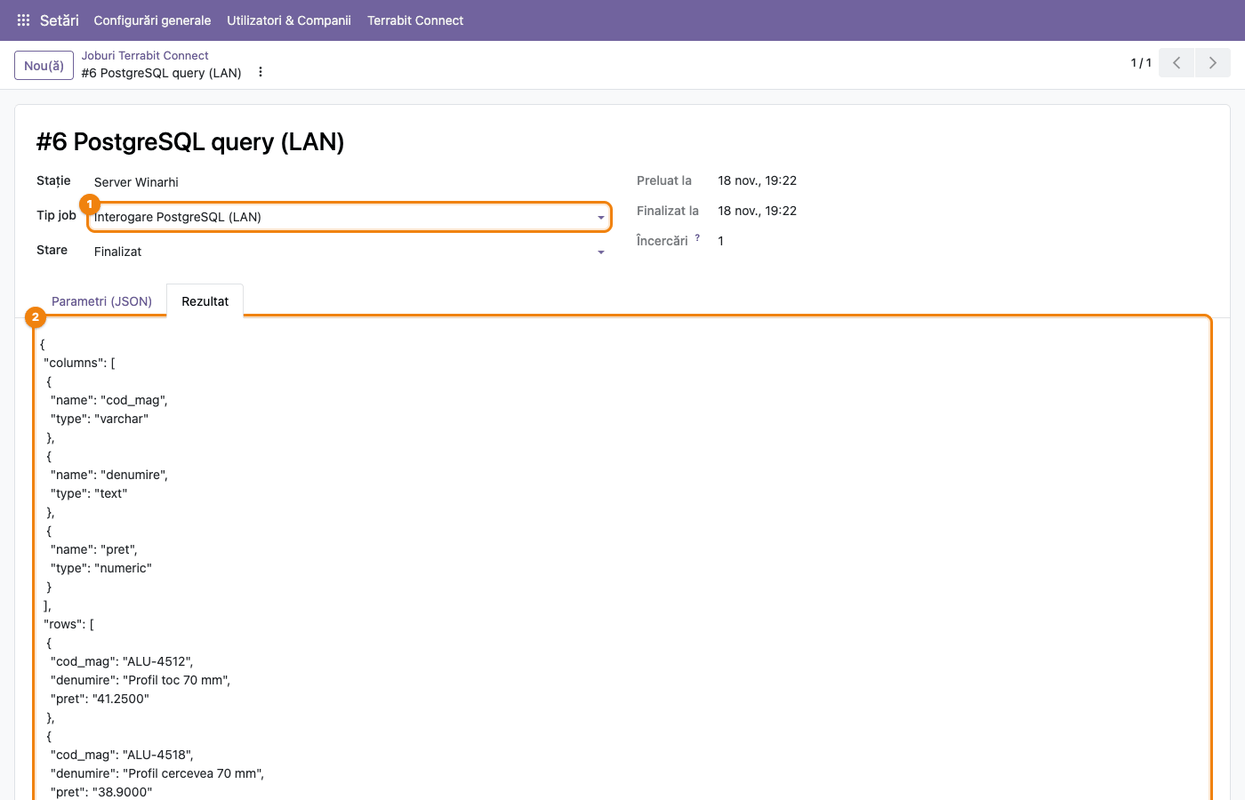 Setări Configurări generale Utilizatori & Companii Terrabit Connect
Nou(ă) Joburi Terrabit Connect
#6 PostgreSQL query (LAN)
1 / 1
#6 PostgreSQL query (LAN)
Stație Server Winarhi
Preluat la 18 nov., 19:22
1
Tip job Interogare PostgreSQL (LAN)
Finalizat la 18 nov., 19:22
Stare Finalizat
Încercări ? 1
Parametri (JSON) Rezultat
2
{
"columns": [
{
"name": "cod_mag",
"type": "varchar"
},
{
"name": "denumire",
"type": "text"
},
{
"name": "pret",
"type": "numeric"
}
],
"rows": [
{
"cod_mag": "ALU-4512",
"denumire": "Profil toc 70 mm",
"pret": "41.2500"
},
{
"cod_mag": "ALU-4518",
"denumire": "Profil cercevea 70 mm",
"pret": "38.9000"